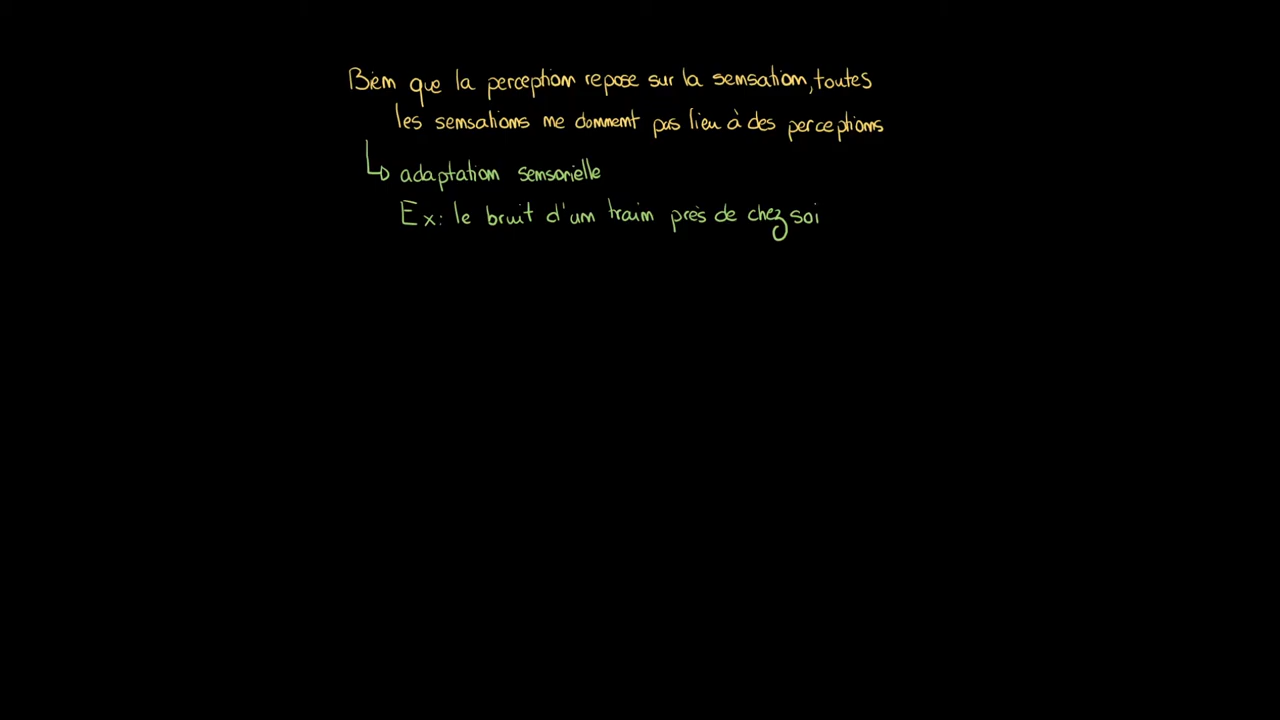 Bien que la perception repose sur la sensation, toutes
les sensations ne donnent pas lieu à des perceptions
↳ adaptation sensorielle
Ex: le bruit d'un train près de chez soi